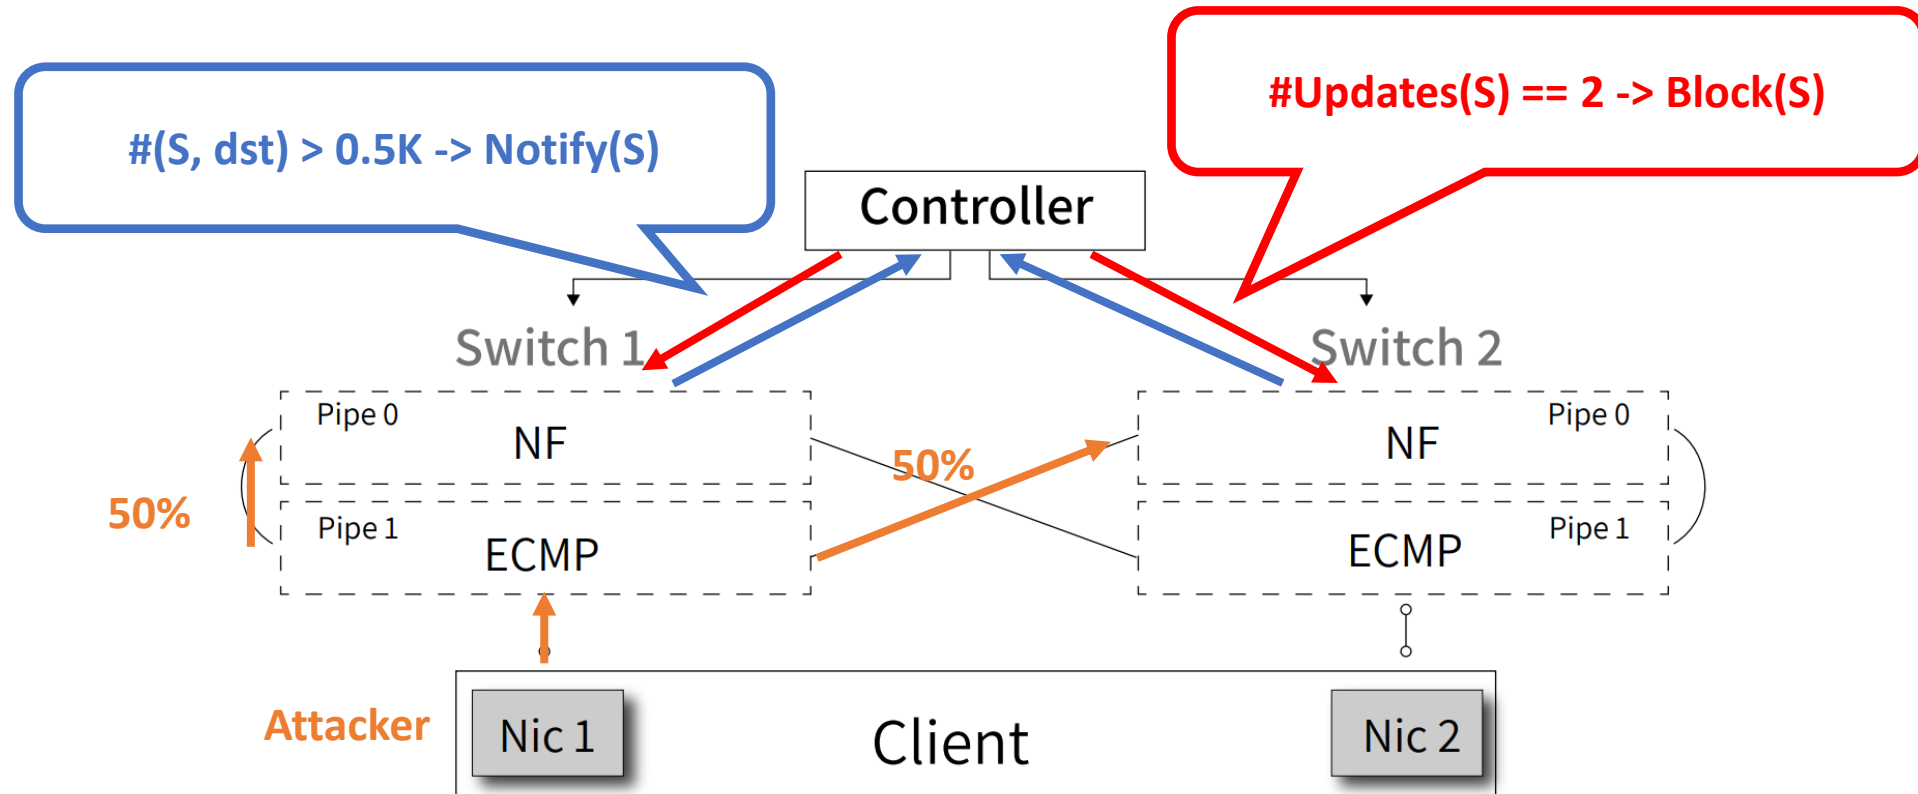 #(S, dst) > 0.5K -> Notify(S)
#Updates(S) == 2 -> Block(S)
Controller
Switch 1
Switch 2
Pipe 0
NF
50%
NF
Pipe 0
50%
Pipe 1
ECMP
ECMP
Pipe 1
Attacker
Nic 1
Client
Nic 2